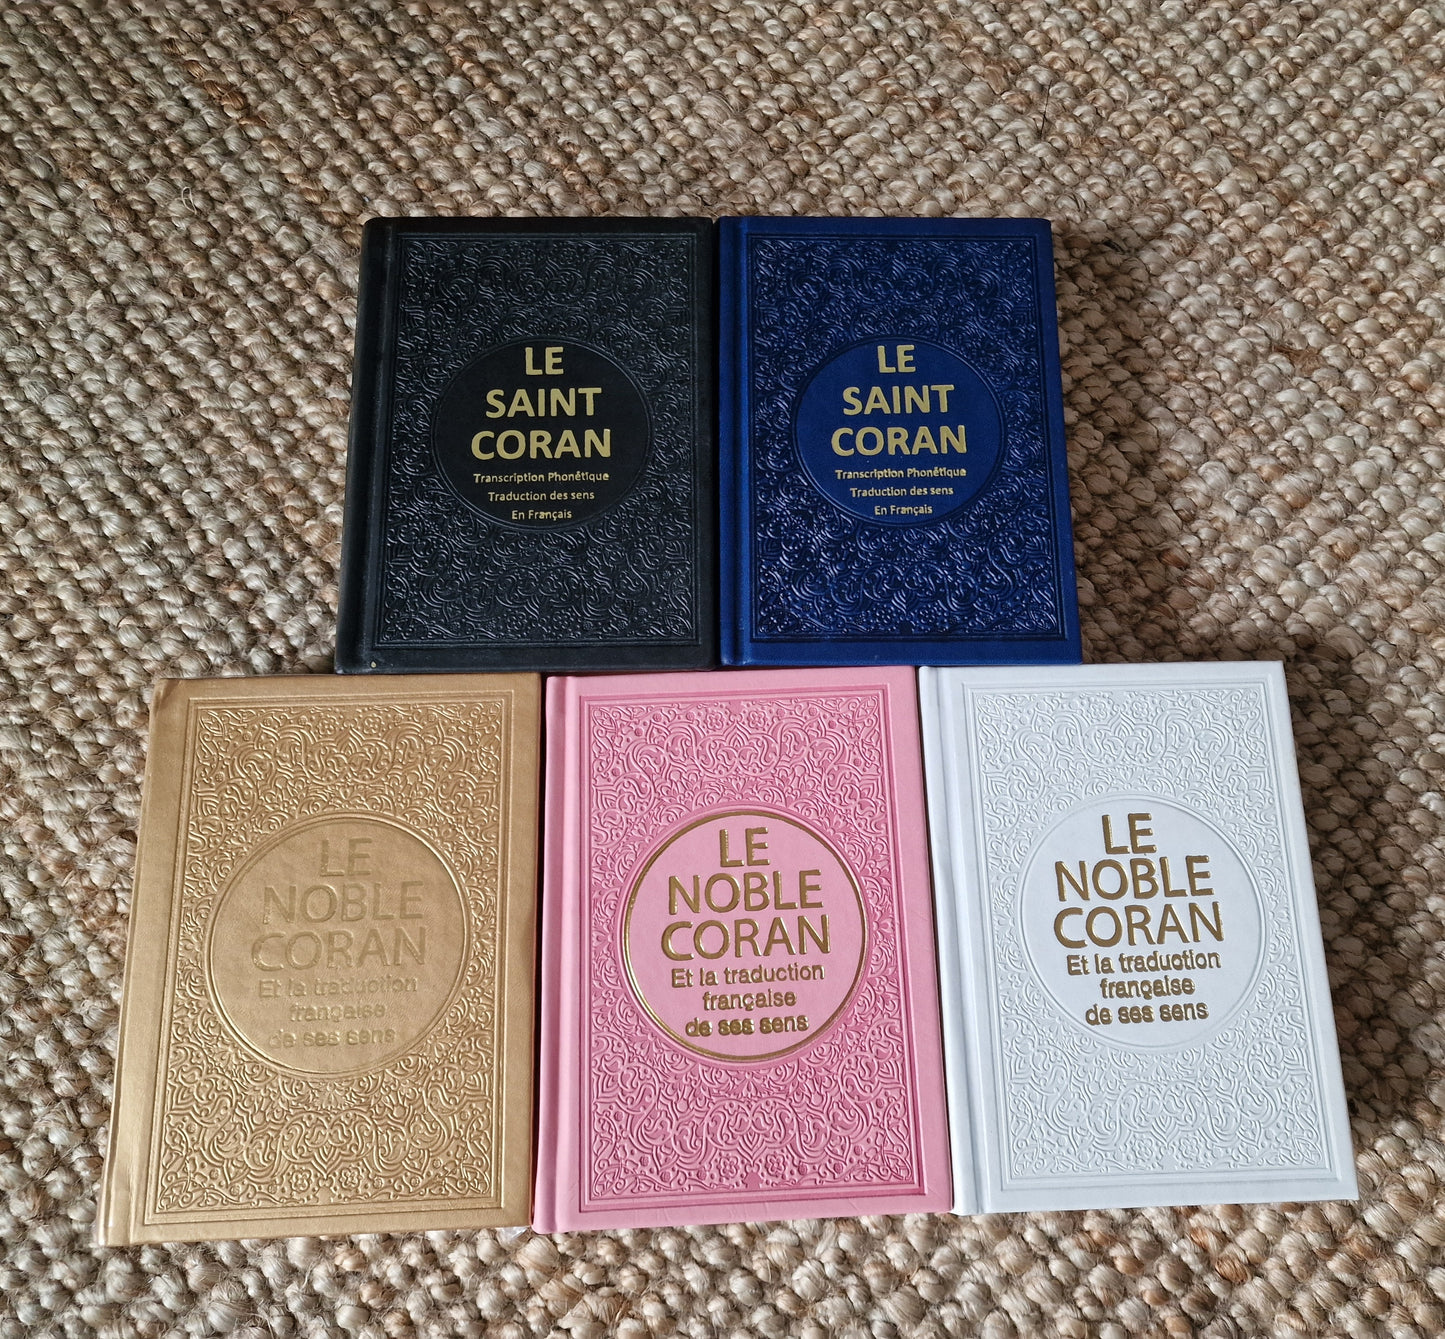 LE
SAINT
CORAN
Transcription Phonétique
Traduction des sens
En Français
LE
SAINT
CORAN
Transcription Phonétique
Traduction des sens
En Français
LE
NOBLE
CORAN
Et la traduction
française
de ses sens
LE
NOBLE
CORAN
Et la traduction
française
de ses sens
LE
NOBLE
CORAN
Et la traduction
française
de ses sens